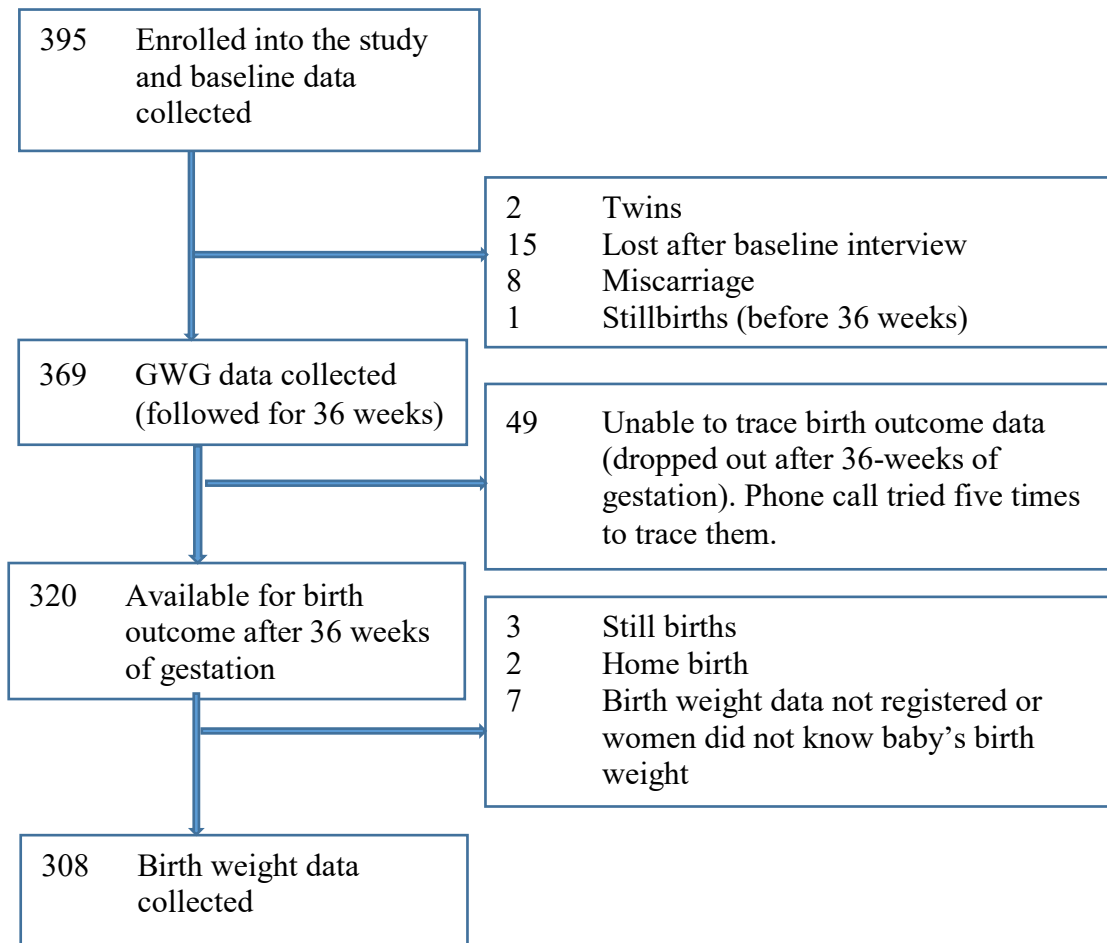 395 Enrolled into the study
and baseline data
collected
2 Twins
15 Lost after baseline interview
8 Miscarriage
1 Stillbirths (before 36 weeks)
369 GWG data collected
(followed for 36 weeks)
49 Unable to trace birth outcome data
(dropped out after 36-weeks of
gestation). Phone call tried five times
to trace them.
320 Available for birth
outcome after 36 weeks
of gestation
3 Still births
2 Home birth
7 Birth weight data not registered or
women did not know baby’s birth
weight
308 Birth weight data
collected